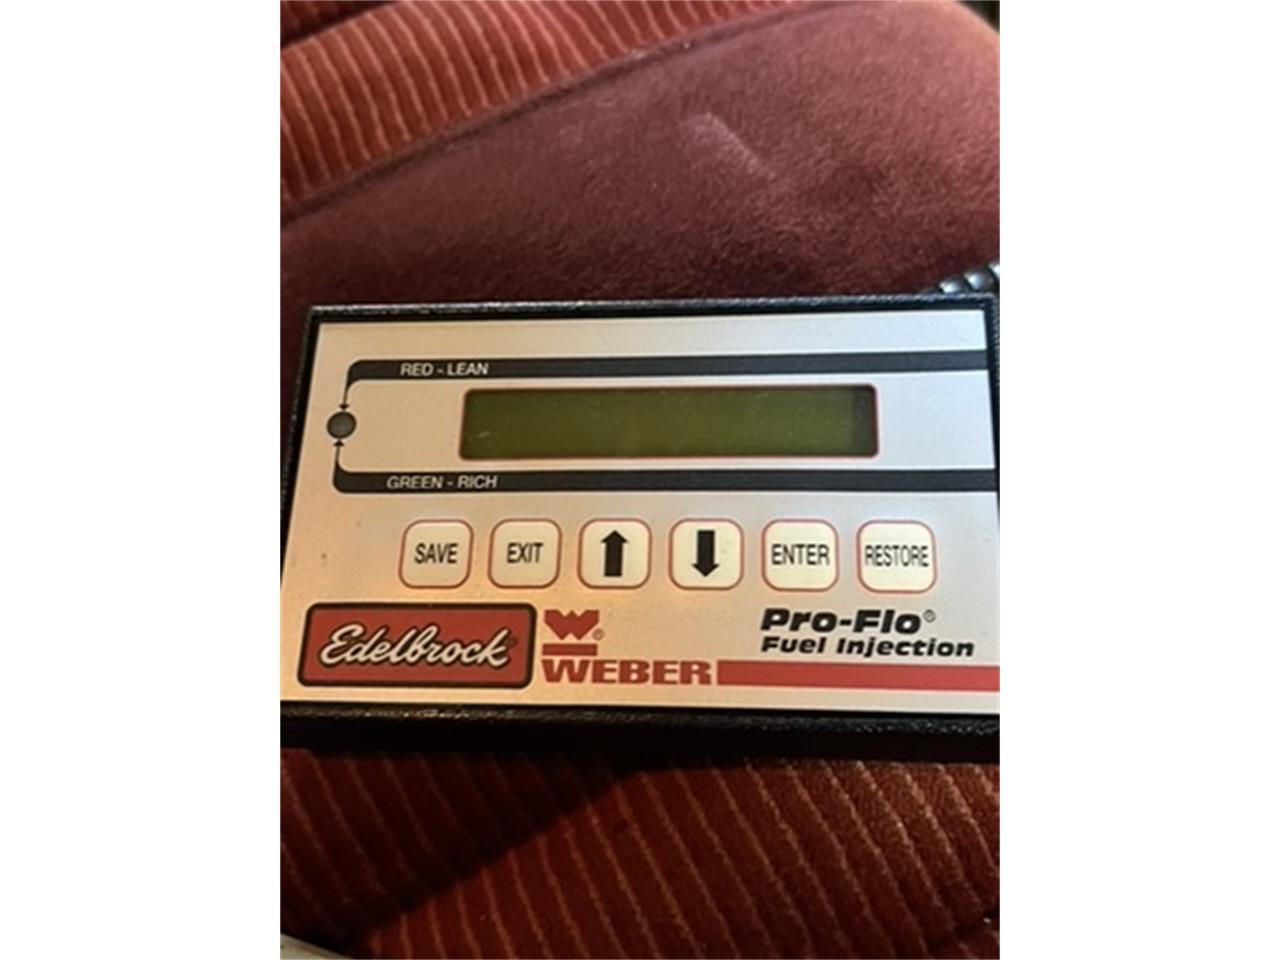 RED - LEAN
GREEN - RICH
SAVE
EXIT
ENTER
RESTORE
Edelbrock®
W®
WEBER
Pro-Flo®
Fuel Injection